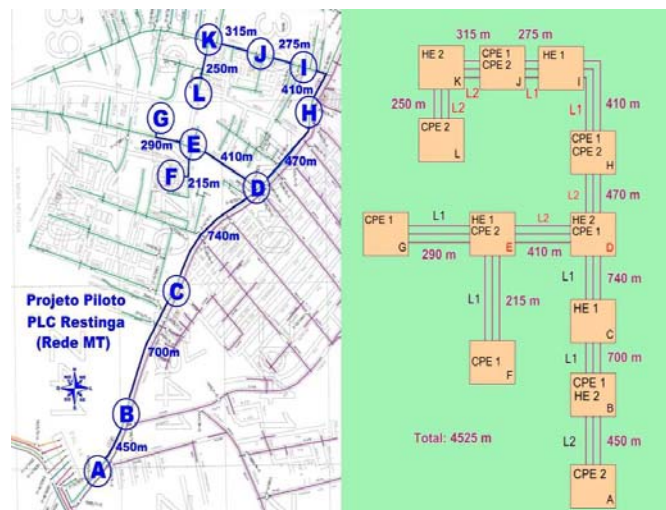 K
315m
J
275m
I
410m
250m
L
H
G
290m
E
410m
470m
F
215m
D
740m
C
Projeto Piloto
PLC Restinga
(Rede MT)
700m
B
450m
A
315 m
275 m
HE 2
K
CPE 1
CPE 2
J
HE 1
I
L2
L1
250 m
L2
CPE 2
L
L1
410 m
CPE 1
CPE 2
H
L2
470 m
CPE 1
G
L1
290 m
HE 1
CPE 2
E
L2
410 m
HE 2
CPE 1
D
L1
215 m
CPE 1
F
L1
740 m
HE 1
C
L1
700 m
CPE 1
HE 2
B
L2
450 m
CPE 2
A
Total: 4525 m